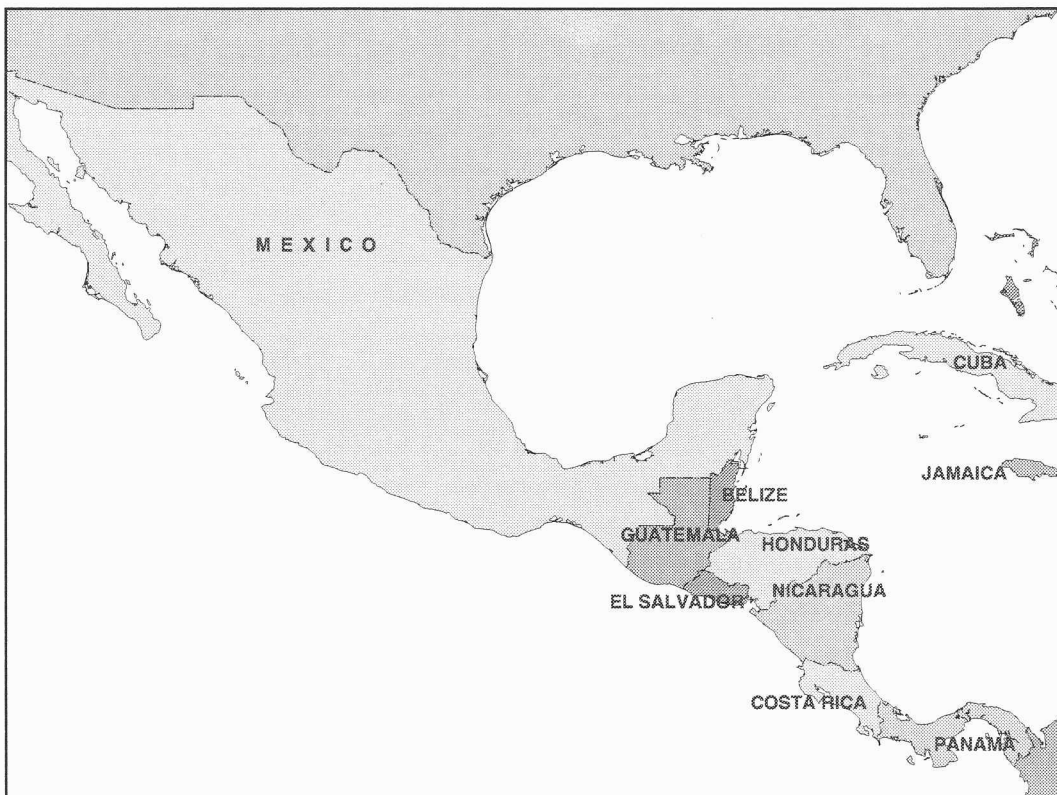 MEXICO
CUBA
JAMAICA
BELIZE
GUATEMALA
HONDURAS
NICARAGUA
EL SALVADOR
COSTA RICA
PANAMA